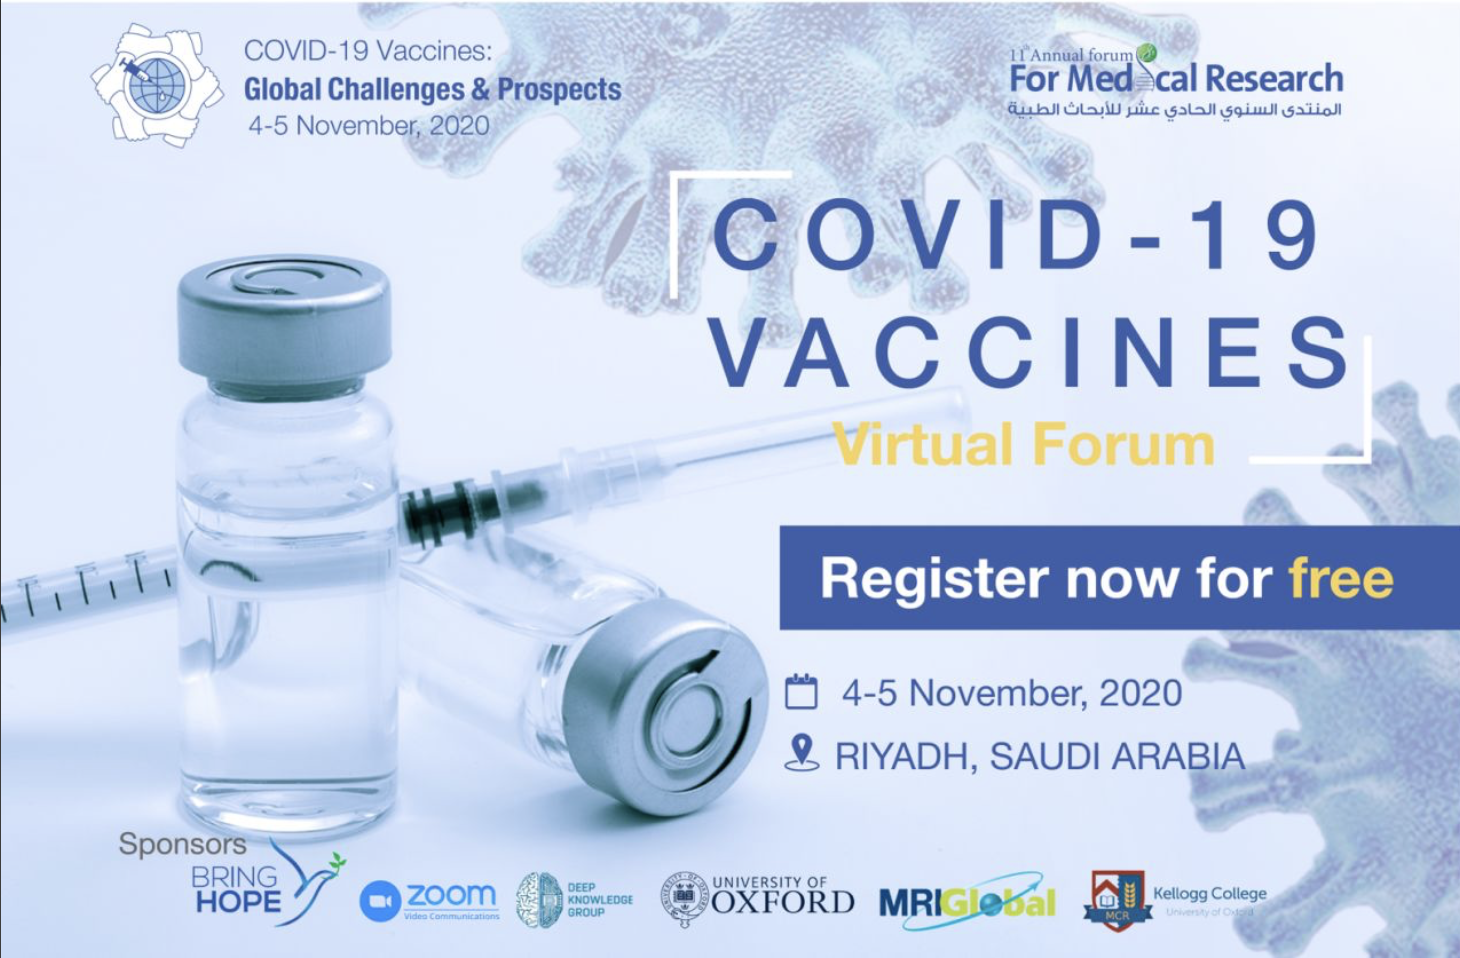 COVID-19 Vaccines:
Global Challenges & Prospects
4-5 November, 2020
11th Annual forum
For Medical Research
المنتدى السنوي الحادي عشر للأبحاث الطبية
COVID-19
VACCINES
Virtual Forum
Register now for free
4-5 November, 2020
RIYADH, SAUDI ARABIA
Sponsors
BRING
HOPE
zoom
Video Communications
DEEP
KNOWLEDGE
GROUP
UNIVERSITY OF
OXFORD
MRIGlobal
MCR
Kellogg College
University of Oxford